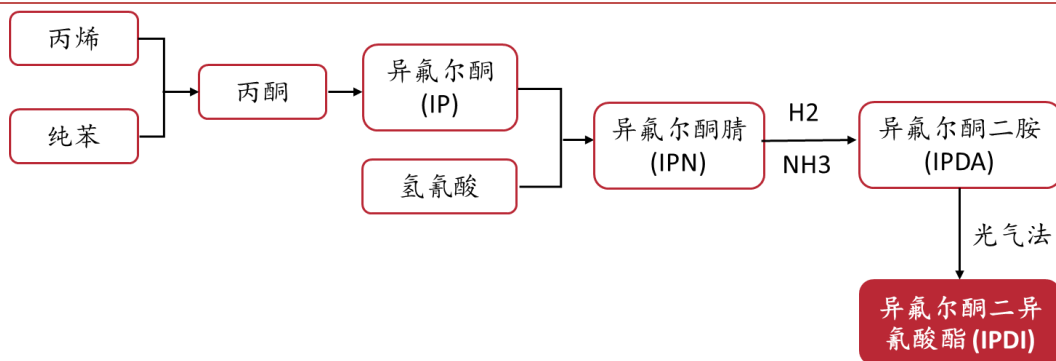 丙烯
纯苯
丙酮
异氟尔酮
(IP)
氢氰酸
异氟尔酮腈
(IPN)
H2
NH3
异氟尔酮二胺
(IPDA)
光气法
异氟尔酮二异
氰酸酯(IPDI)